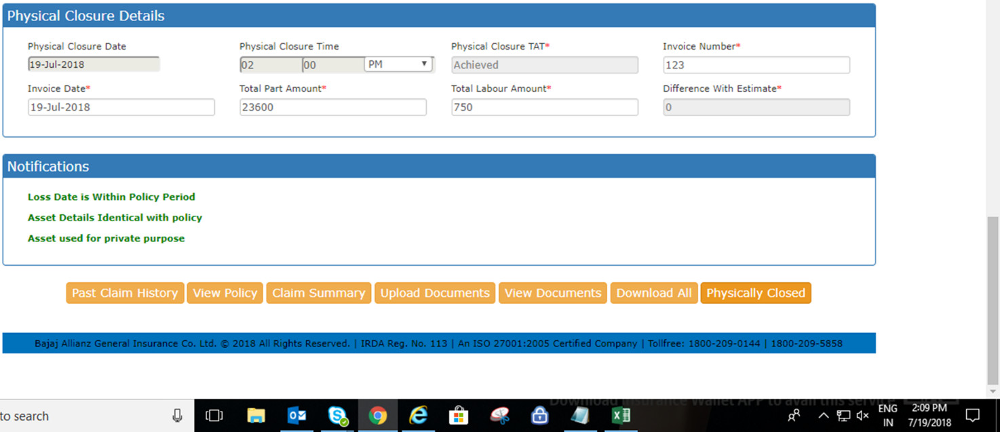 Physical Closure Details
Physical Closure Date Physical Closure Time Physical Closure TAT* Invoice Number*
19-Jul-2018 02 00 PM Achieved 123
Invoice Date* Total Part Amount* Total Labour Amount* Difference With Estimate*
19-Jul-2018 23600 750 0
Notifications
Loss Date is Within Policy Period
Asset Details Identical with policy
Asset used for private purpose
Past Claim History View Policy Claim Summary Upload Documents View Documents Download All Physically Closed
Bajaj Allianz General Insurance Co. Ltd. © 2018 All Rights Reserved. | IRDA Reg. No. 113 | An ISO 27001:2005 Certified Company | Tollfree: 1800-209-0144 | 1800-209-5858
Download Insurance Wallet APP to avail this service
to search ENG 2:09 PM
IN 7/19/2018